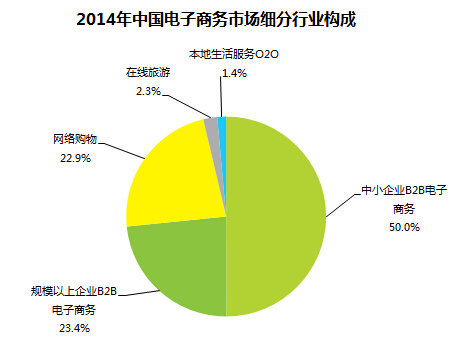 2014年中国电子商务市场细分行业构成
本地生活服务O2O
1.4%
在线旅游
2.3%
网络购物
22.9%
中小企业B2B电子
商务
50.0%
规模以上企业B2B
电子商务
23.4%